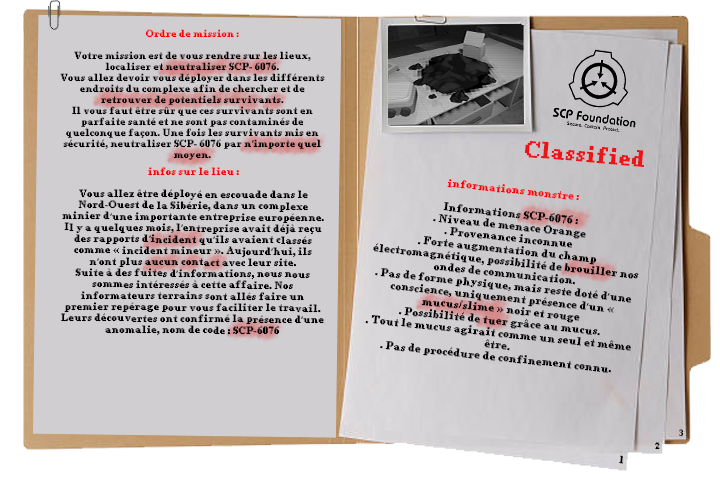 Ordre de mission :
Votre mission est de vous rendre sur les lieux,
localiser et neutraliser SCP- 6076.
Vous allez devoir vous déployer dans les différents
endroits du complexe afin de chercher et de
retrouver de potentiels survivants.
Il vous faut être sûr que ces survivants sont en
parfaite santé et ne sont pas contaminés de
quelconque façon. Une fois les survivants mis en
sécurité, neutraliser SCP- 6076 par n'importe quel
moyen.
infos sur le lieu :
Vous allez être déployé en escouade dans le
Nord-Ouest de la Sibérie, dans un complexe
minier d'une importante entreprise européenne.
Il y a quelques mois, l'entreprise avait déjà reçu
des rapports d'incident qu'ils avaient classés
comme « incident mineur ». Aujourd'hui, ils
n'ont plus aucun contact avec leur site.
Suite à des fuites d'informations, nous nous
sommes intéressés à cette affaire. Nos
informateurs terrains sont allés faire un
premier repérage pour vous faciliter le travail.
Leurs découvertes ont confirmé la présence d'une
anomalie, nom de code : SCP-6076
SCP Foundation
Secure. Contain. Protect.
Classified
informations monstre :
Informations SCP-6076 :
. Niveau de menace Orange
. Provenance inconnue
. Forte augmentation du champ
électromagnétique, possibilité de brouiller nos
ondes de communication.
. Pas de forme physique, mais reste doté d'une
conscience, uniquement présence d'un «
mucus/slime » noir et rouge
. Possibilité de tuer grâce au mucus.
. Tout le mucus agirait comme un seul et même
être.
. Pas de procédure de confinement connu.
1
2
3